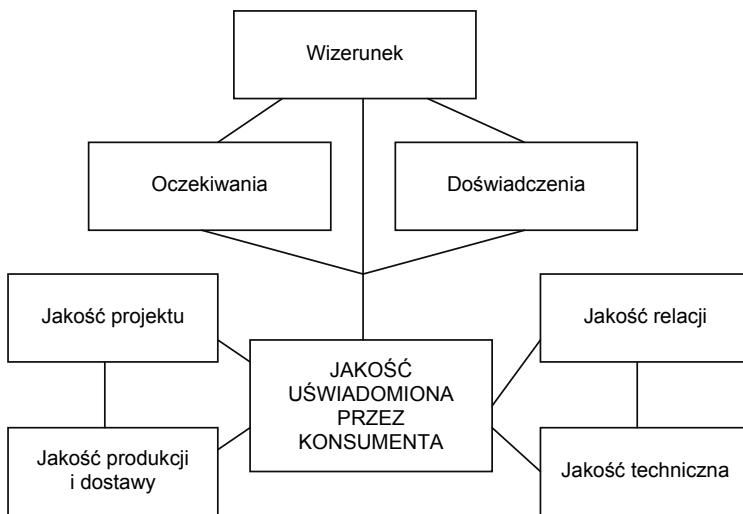 Wizerunek
Oczekiwania
Doświadczenia
Jakość projektu
Jakość relacji
JAKOŚĆ
UŚWIADOMIONA
PRZEZ
KONSUMENTA
Jakość produkcji
i dostawy
Jakość techniczna